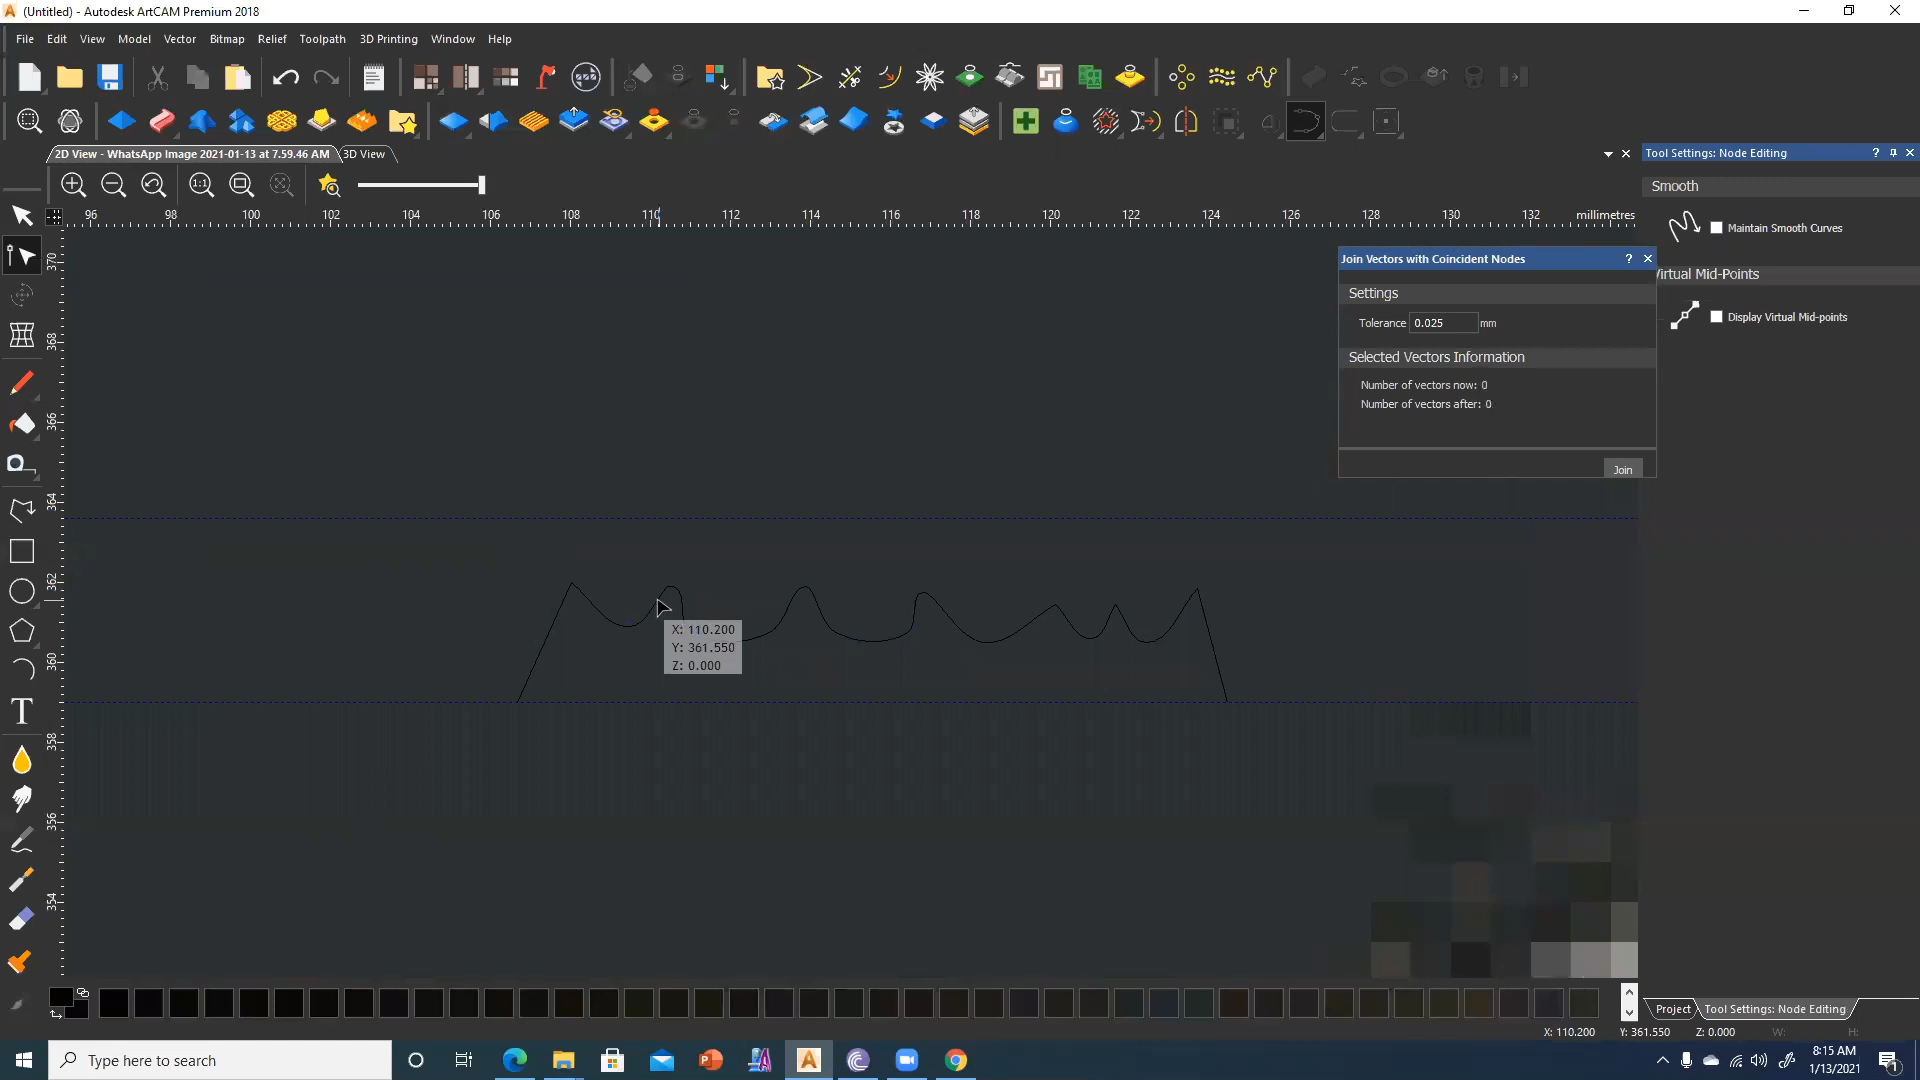 (Untitled) - Autodesk ArtCAM Premium 2018
File Edit View Model Vector Bitmap Relief Toolpath 3D Printing Window Help
2D View - WhatsApp Image 2021-01-13 at 7.59.46 AM 3D View
Tool Settings: Node Editing
Smooth
Maintain Smooth Curves
Virtual Mid-Points
Display Virtual Mid-points
1:1
96 98 100 102 104 106 108 110 112 114 116 118 120 122 124 126 128 130 132 millimetres
370
368
366
364
362
360
358
356
354
Join Vectors with Coincident Nodes
Settings
Tolerance 0.025 mm
Selected Vectors Information
Number of vectors now: 0
Number of vectors after: 0
Join
X: 110.200
Y: 361.550
Z: 0.000
Project Tool Settings: Node Editing
X: 110.200 Y: 361.550 Z: 0.000 W: H:
Type here to search
8:15 AM
1/13/2021
1